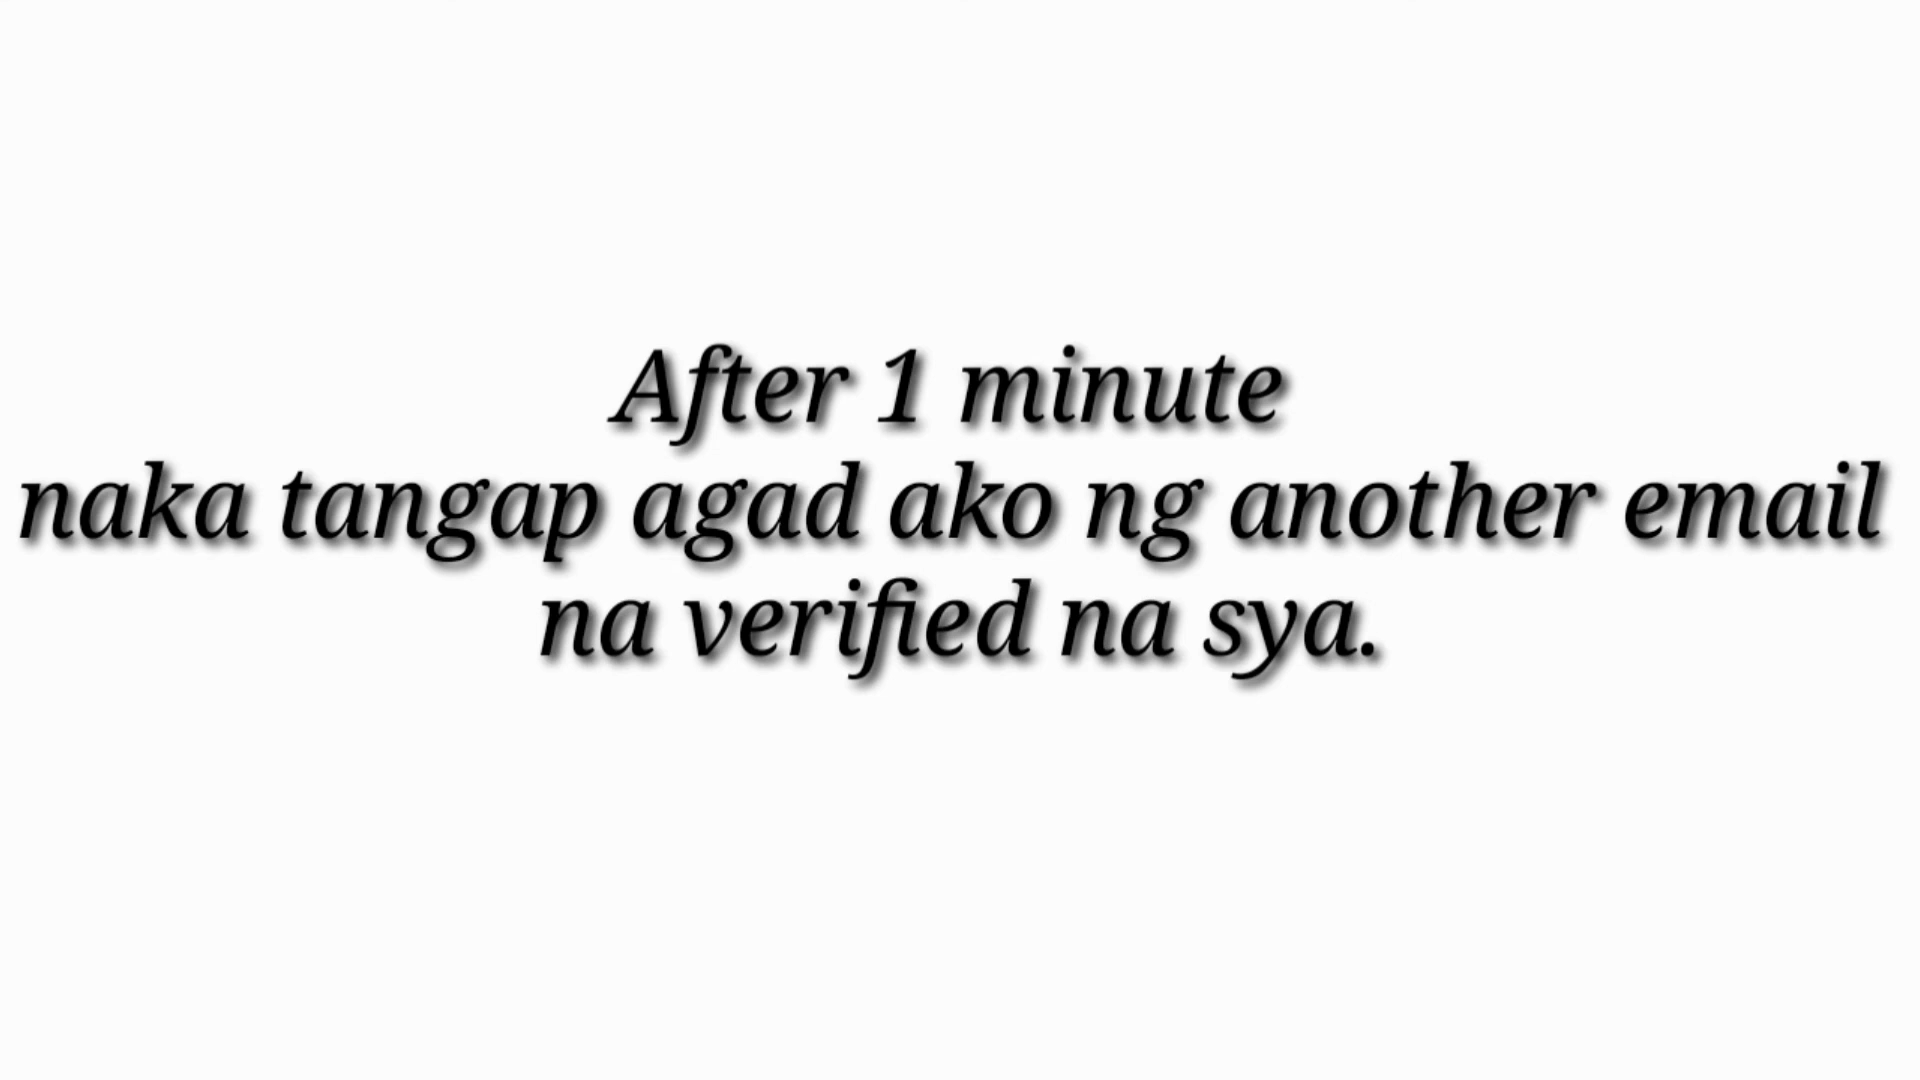 After 1 minute
naka tangap agad ako ng another email
na verified na sya.